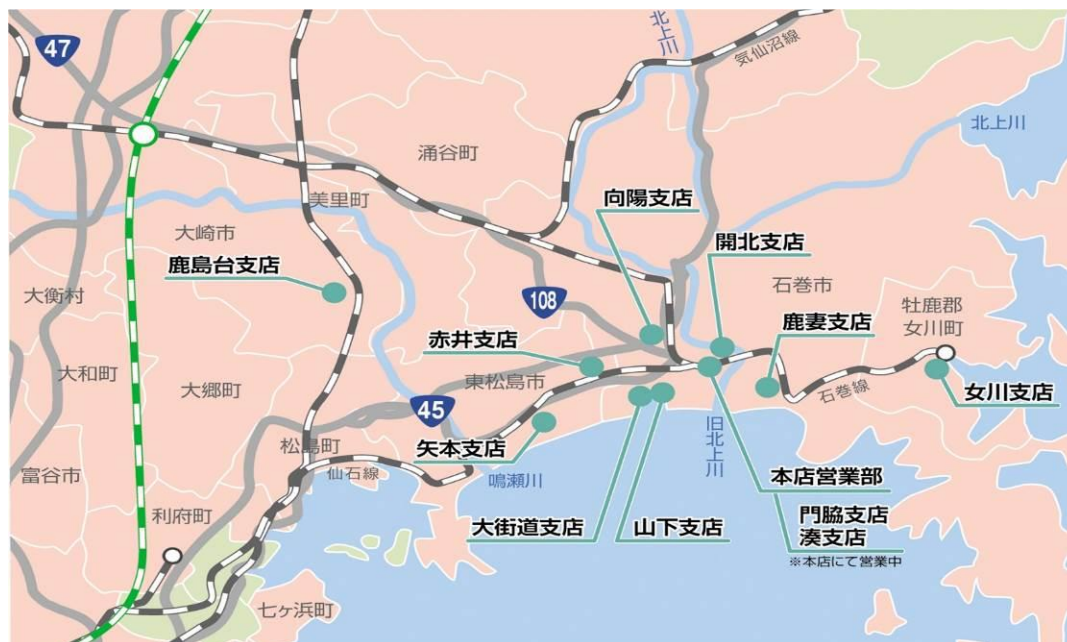 47
北上川
気仙沼線
北上川
涌谷町
美里町
向陽支店
大崎市
開北支店
鹿島台支店
石巻市
大衡村
108
牡鹿郡
女川町
鹿妻支店
赤井支店
大和町
大郷町
東松島市
石巻線
女川支店
45
松島町
矢本支店
旧北上川
富谷市
仙石線
鳴瀬川
本店営業部
利府町
大街道支店
山下支店
門脇支店
湊支店
※本店にて営業中
七ヶ浜町